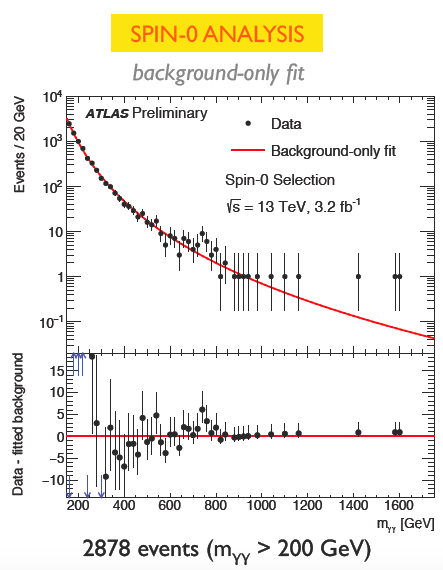 SPIN-0 ANALYSIS
background-only fit
ATLAS Preliminary
Data
Background-only fit
Spin-0 Selection
√s = 13 TeV, 3.2 fb⁻¹
Events / 20 GeV
10⁴
10³
10²
10
1
10⁻¹
Data - fitted background
15
10
5
0
−5
−10
200 400 600 800 1000 1200 1400 1600
mγγ [GeV]
2878 events (mγγ > 200 GeV)